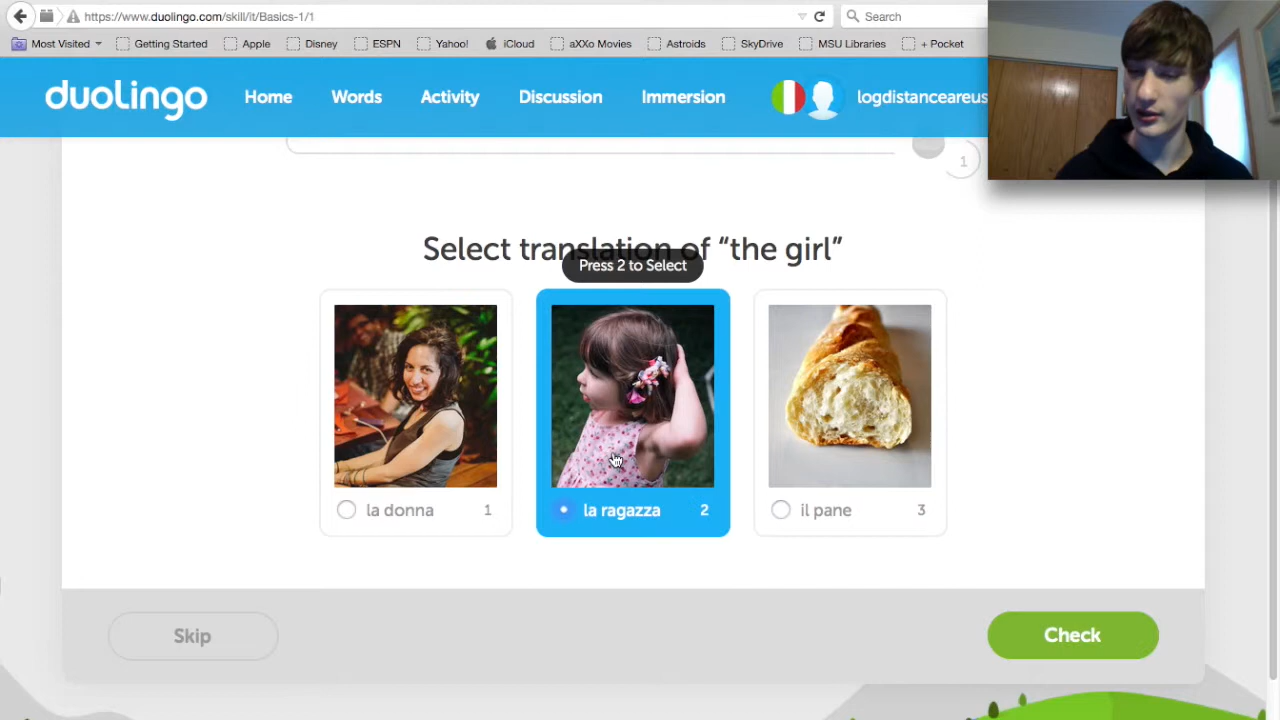 https://www.duolingo.com/skill/it/Basics-1/1
Search
Most Visited
Getting Started
Apple
Disney
ESPN
Yahoo!
iCloud
aXXo Movies
Astroids
SkyDrive
MSU Libraries
+ Pocket
duolingo
Home
Words
Activity
Discussion
Immersion
logdistanceareus
1
Select translation of “the girl”
Press 2 to Select
la donna 1
la ragazza 2
il pane 3
Skip
Check